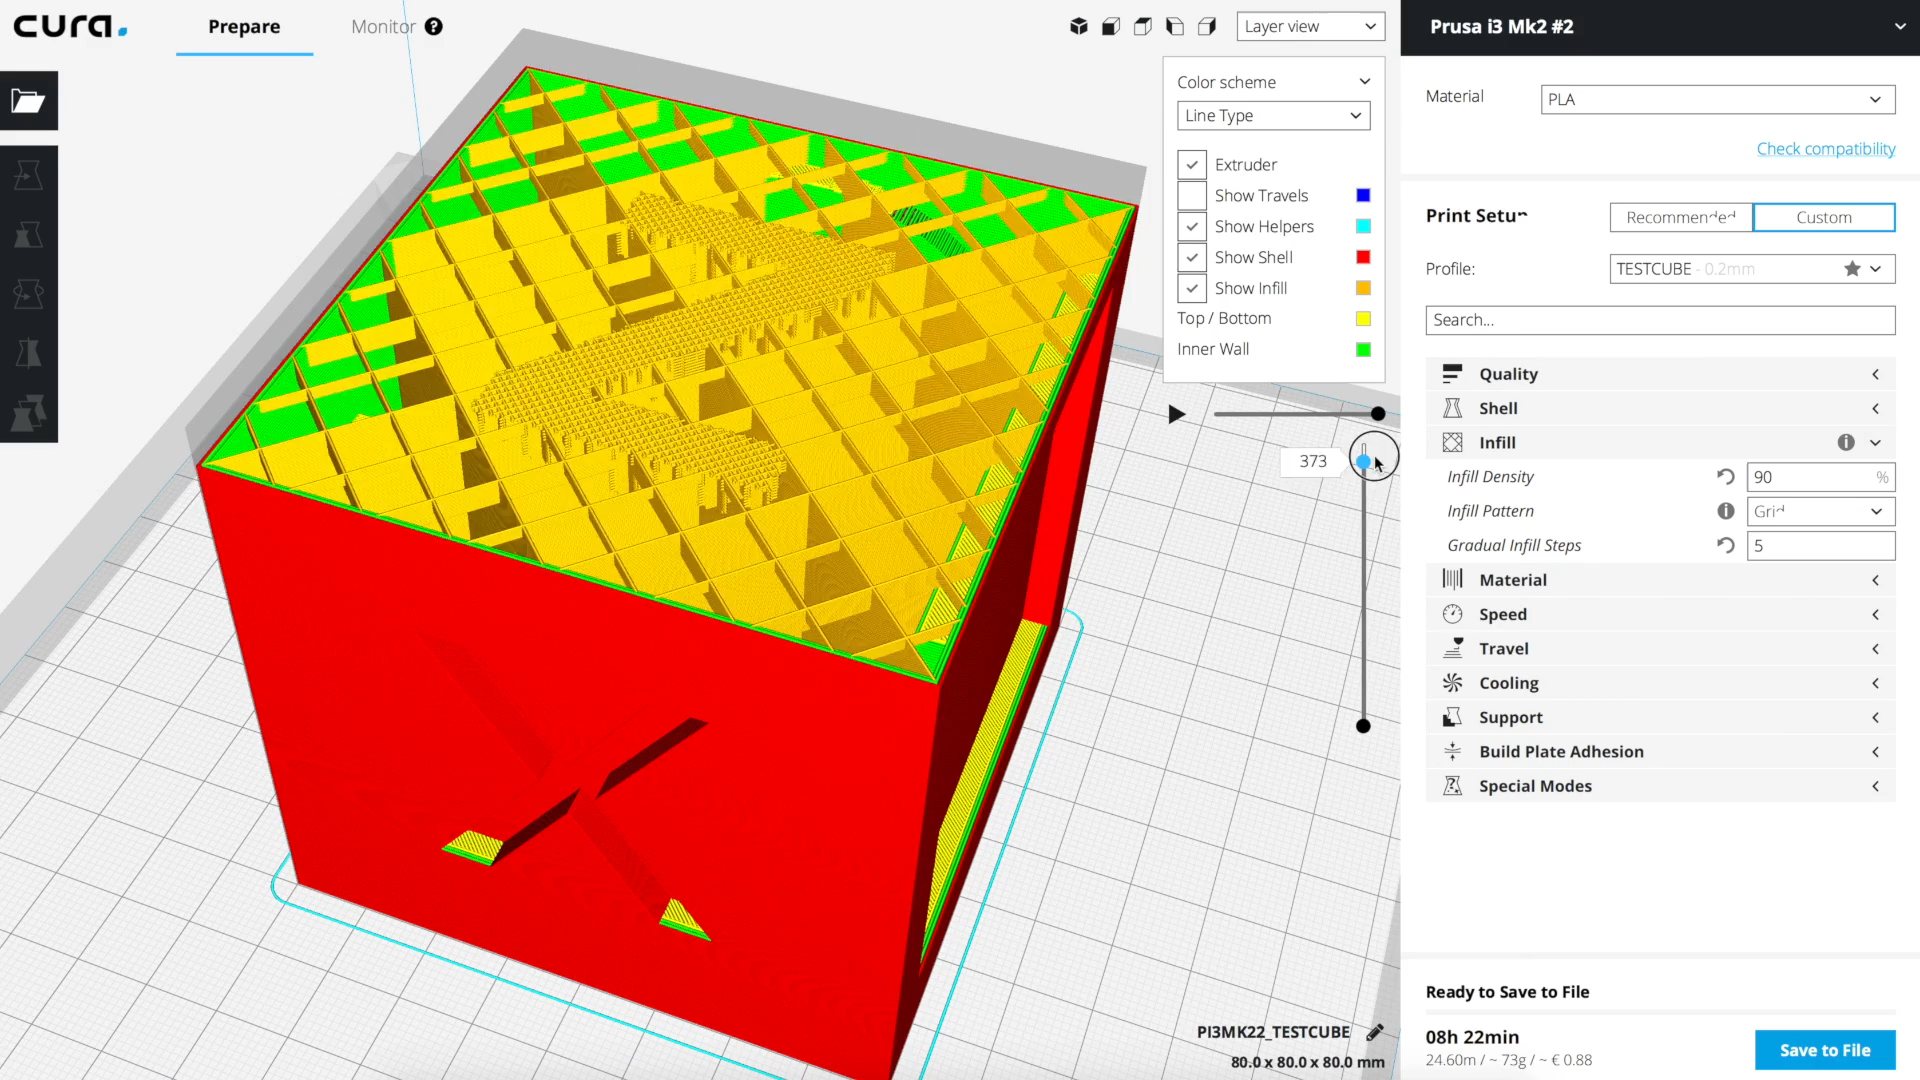 cura.
Prepare
Monitor ?
Layer view
Color scheme
Line Type
Extruder
Show Travels
Show Helpers
Show Shell
Show Infill
Top / Bottom
Inner Wall
373
PI3MK22_TESTCUBE
80.0 x 80.0 x 80.0 mm
Prusa i3 Mk2 #2
Material
PLA
Check compatibility
Print Setup
Recommended
Custom
Profile:
TESTCUBE - 0.2mm
Search...
Quality
Shell
Infill
Infill Density
90 %
Infill Pattern
Grid
Gradual Infill Steps
5
Material
Speed
Travel
Cooling
Support
Build Plate Adhesion
Special Modes
Ready to Save to File
08h 22min
24.60m / ~ 73g / ~ € 0.88
Save to File